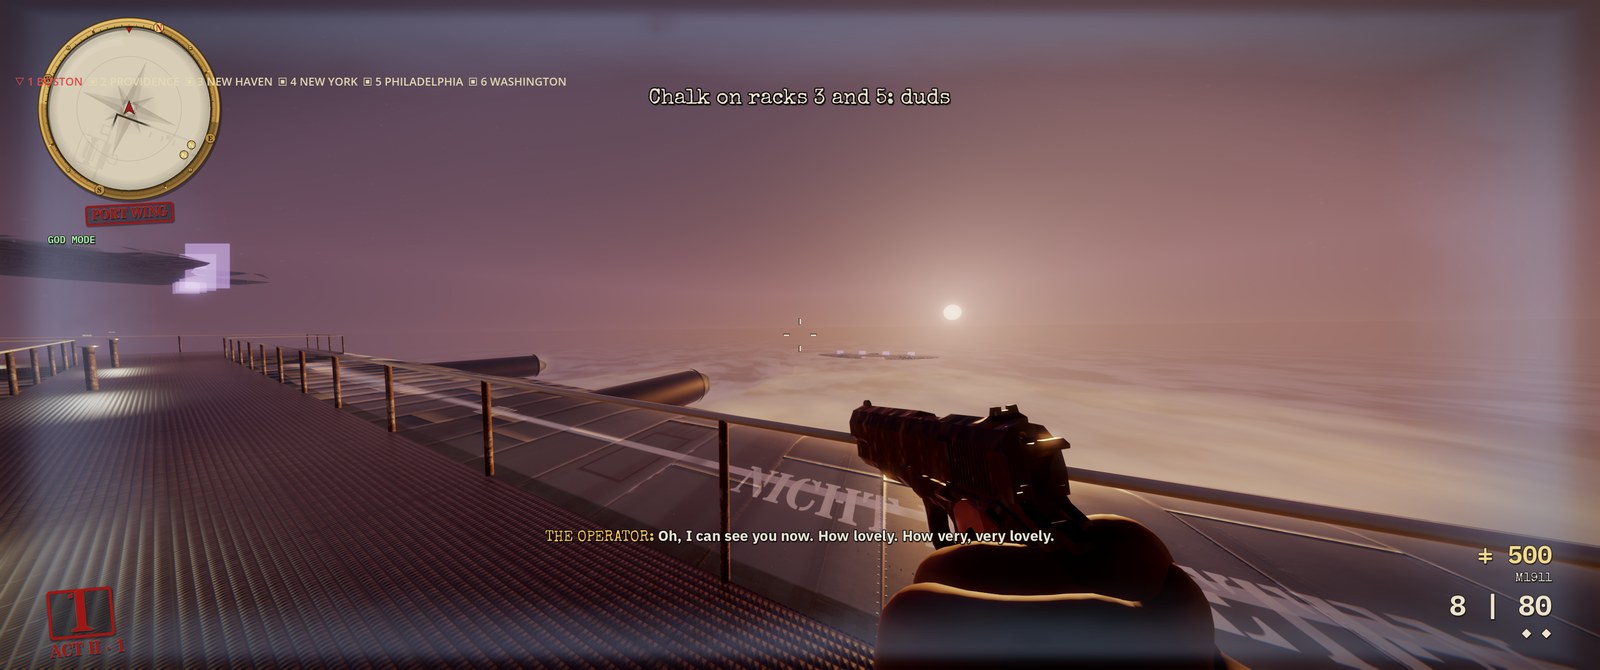 ▽ 1 BOSTON ▣ 2 PROVIDENCE ▣ 3 NEW HAVEN ▣ 4 NEW YORK ▣ 5 PHILADELPHIA ▣ 6 WASHINGTON
Chalk on racks 3 and 5: duds
PORT WING
GOD MODE
NIGHT
THE OPERATOR: Oh, I can see you now. How lovely. How very, very lovely.
ǂ 500
M1911
8 | 80
I
ACT II - I